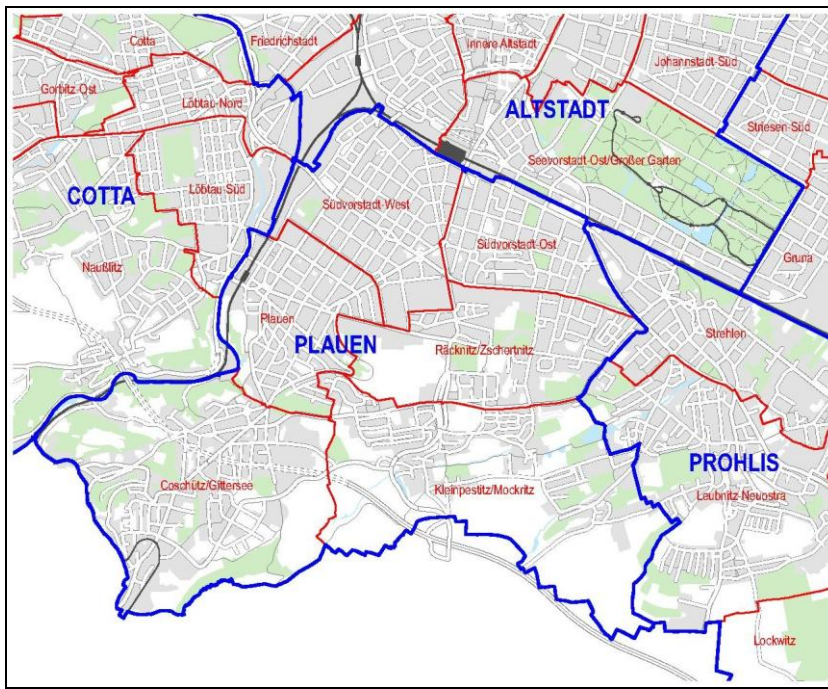 Cotta
Friedrichstadt
Innere Altstadt
Johannstadt-Süd
Gorbitz-Ost
Löbtau-Nord
ALTSTADT
Striesen-Süd
Seevorstadt-Ost/Großer Garten
COTTA
Löbtau-Süd
Südvorstadt-West
Südvorstadt-Ost
Naußlitz
Gruna
Plauen
Strehlen
PLAUEN
Räcknitz/Zschertnitz
PROHLIS
Coschütz/Gittersee
Kleinpestitz/Mockritz
Leubnitz-Neuostra
Lockwitz